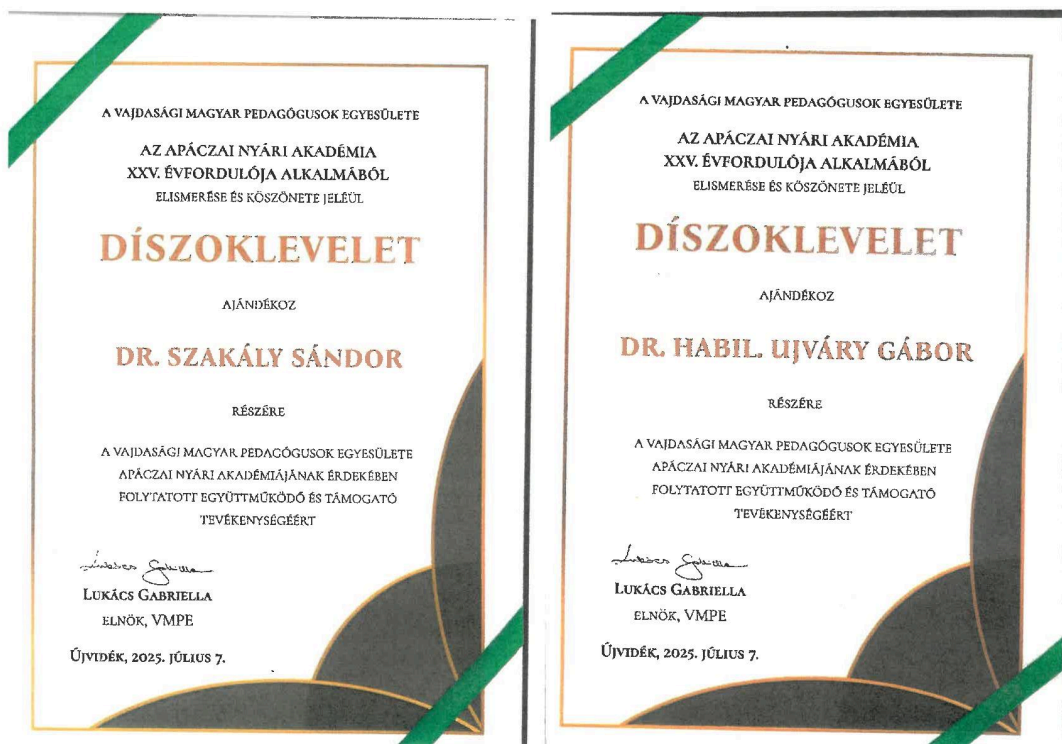 A VAJDASÁGI MAGYAR PEDAGÓGUSOK EGYESÜLETE
AZ APÁCZAI NYÁRI AKADÉMIA
XXV. ÉVFORDULÓJA ALKALMÁBÓL
ELISMERÉSE ÉS KÖSZÖNETE JELÉÜL
DÍSZOKLEVELET
AJÁNDÉKOZ
DR. SZAKÁLY SÁNDOR
RÉSZÉRE
A VAJDASÁGI MAGYAR PEDAGÓGUSOK EGYESÜLETE
APÁCZAI NYÁRI AKADÉMIÁJÁNAK ÉRDEKÉBEN
FOLYTATOTT EGYÜTTMŰKÖDŐ ÉS TÁMOGATÓ
TEVÉKENYSÉGÉÉRT
Lukács Gabriella
LUKÁCS GABRIELLA
ELNÖK, VMPE
ÚJVIDÉK, 2025. JÚLIUS 7.
A VAJDASÁGI MAGYAR PEDAGÓGUSOK EGYESÜLETE
AZ APÁCZAI NYÁRI AKADÉMIA
XXV. ÉVFORDULÓJA ALKALMÁBÓL
ELISMERÉSE ÉS KÖSZÖNETE JELÉÜL
DÍSZOKLEVELET
AJÁNDÉKOZ
DR. HABIL. UJVÁRY GÁBOR
RÉSZÉRE
A VAJDASÁGI MAGYAR PEDAGÓGUSOK EGYESÜLETE
APÁCZAI NYÁRI AKADÉMIÁJÁNAK ÉRDEKÉBEN
FOLYTATOTT EGYÜTTMŰKÖDŐ ÉS TÁMOGATÓ
TEVÉKENYSÉGÉÉRT
Lukács Gabriella
LUKÁCS GABRIELLA
ELNÖK, VMPE
ÚJVIDÉK, 2025. JÚLIUS 7.